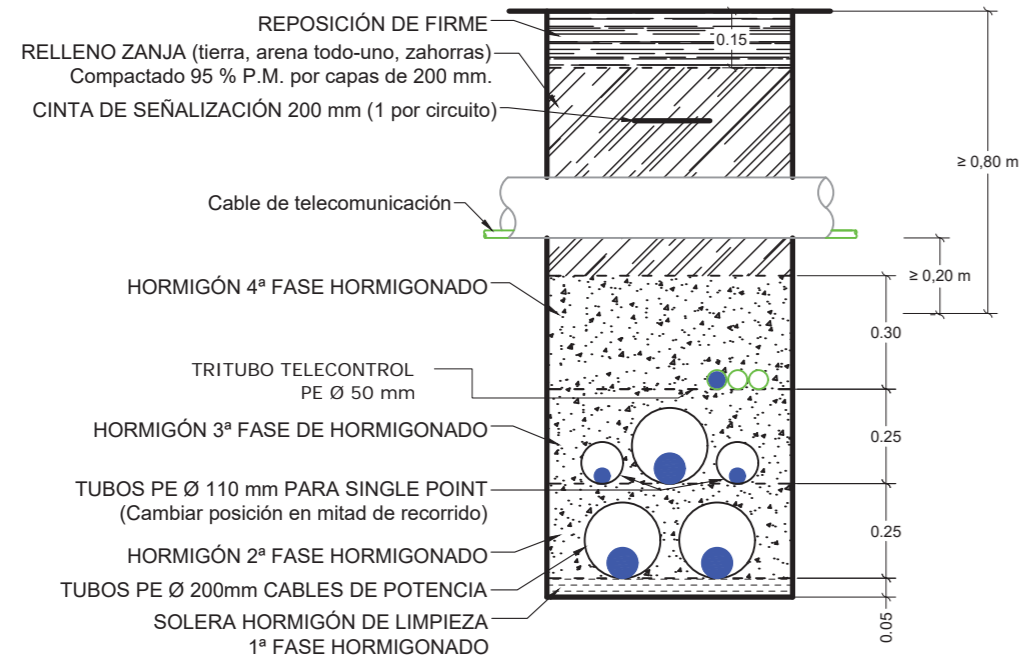 REPOSICIÓN DE FIRME
0.15
RELLENO ZANJA (tierra, arena todo-uno, zahorras)
Compactado 95 % P.M. por capas de 200 mm.
CINTA DE SEÑALIZACIÓN 200 mm (1 por circuito)
≥ 0,80 m
Cable de telecomunicación
≥ 0,20 m
HORMIGÓN 4ª FASE HORMIGONADO
0.30
TRITUBO TELECONTROL
PE Ø 50 mm
HORMIGÓN 3ª FASE DE HORMIGONADO
0.25
TUBOS PE Ø 110 mm PARA SINGLE POINT
(Cambiar posición en mitad de recorrido)
0.25
HORMIGÓN 2ª FASE HORMIGONADO
TUBOS PE Ø 200mm CABLES DE POTENCIA
SOLERA HORMIGÓN DE LIMPIEZA
1ª FASE HORMIGONADO
0.05